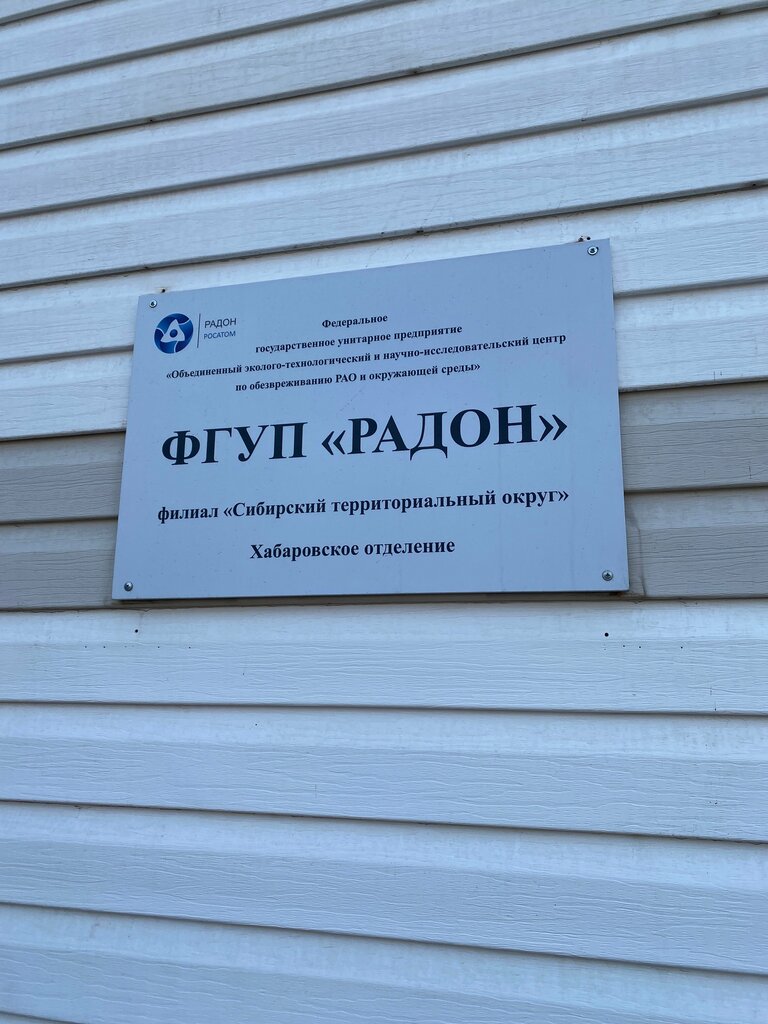 РАДОН
РОСАТОМ
Федеральное
государственное унитарное предприятие
«Объединенный эколого-технологический и научно-исследовательский центр
по обезвреживанию РАО и окружающей среды»
ФГУП «РАДОН»
филиал «Сибирский территориальный округ»
Хабаровское отделение